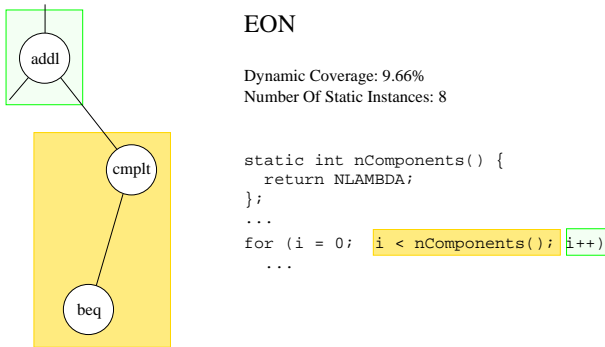 EON
addl
Dynamic Coverage: 9.66%
Number Of Static Instances: 8
cmplt
static int nComponents() {
return NLAMBDA;
};
...
for (i = 0; i < nComponents(); i++)
...
beq